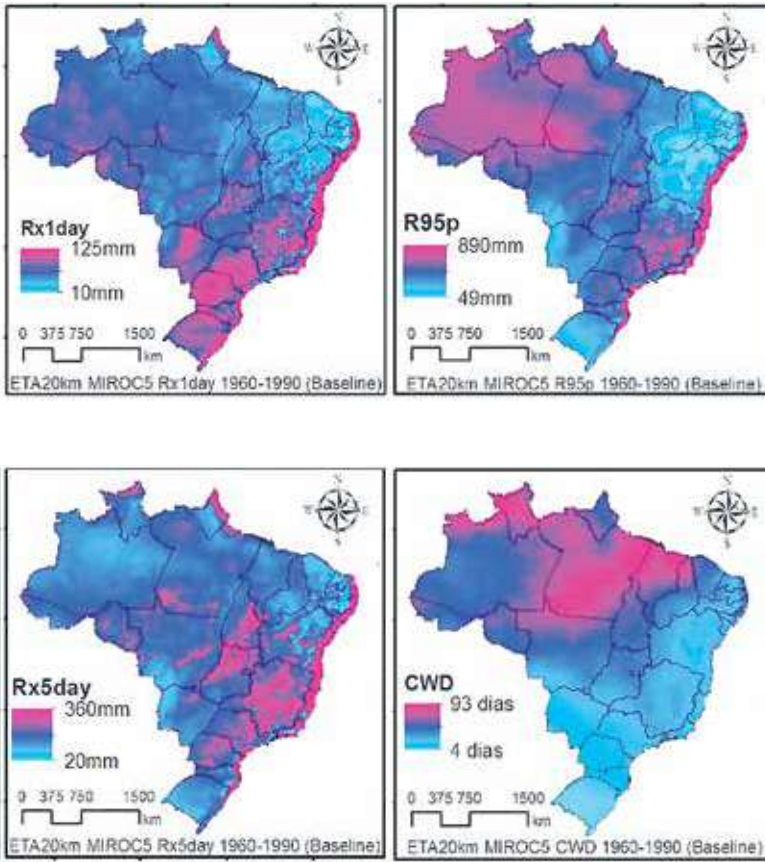 N
W E
S
Rx1day
125mm
10mm
0 375 750 1500
km
ETA20km MIROC5 Rx1day 1960-1990 (Baseline)
N
W E
S
R95p
890mm
49mm
0 375 750 1500
km
ETA20km MIROC5 R95p 1960-1990 (Baseline)
N
W E
S
Rx5day
360mm
20mm
0 375 750 1500
km
ETA20km MIROC5 Rx5day 1960-1990 (Baseline)
N
W E
S
CWD
93 dias
4 dias
0 375 750 1500
km
ETA20km MIROC5 CWD 1960-1990 (Baseline)